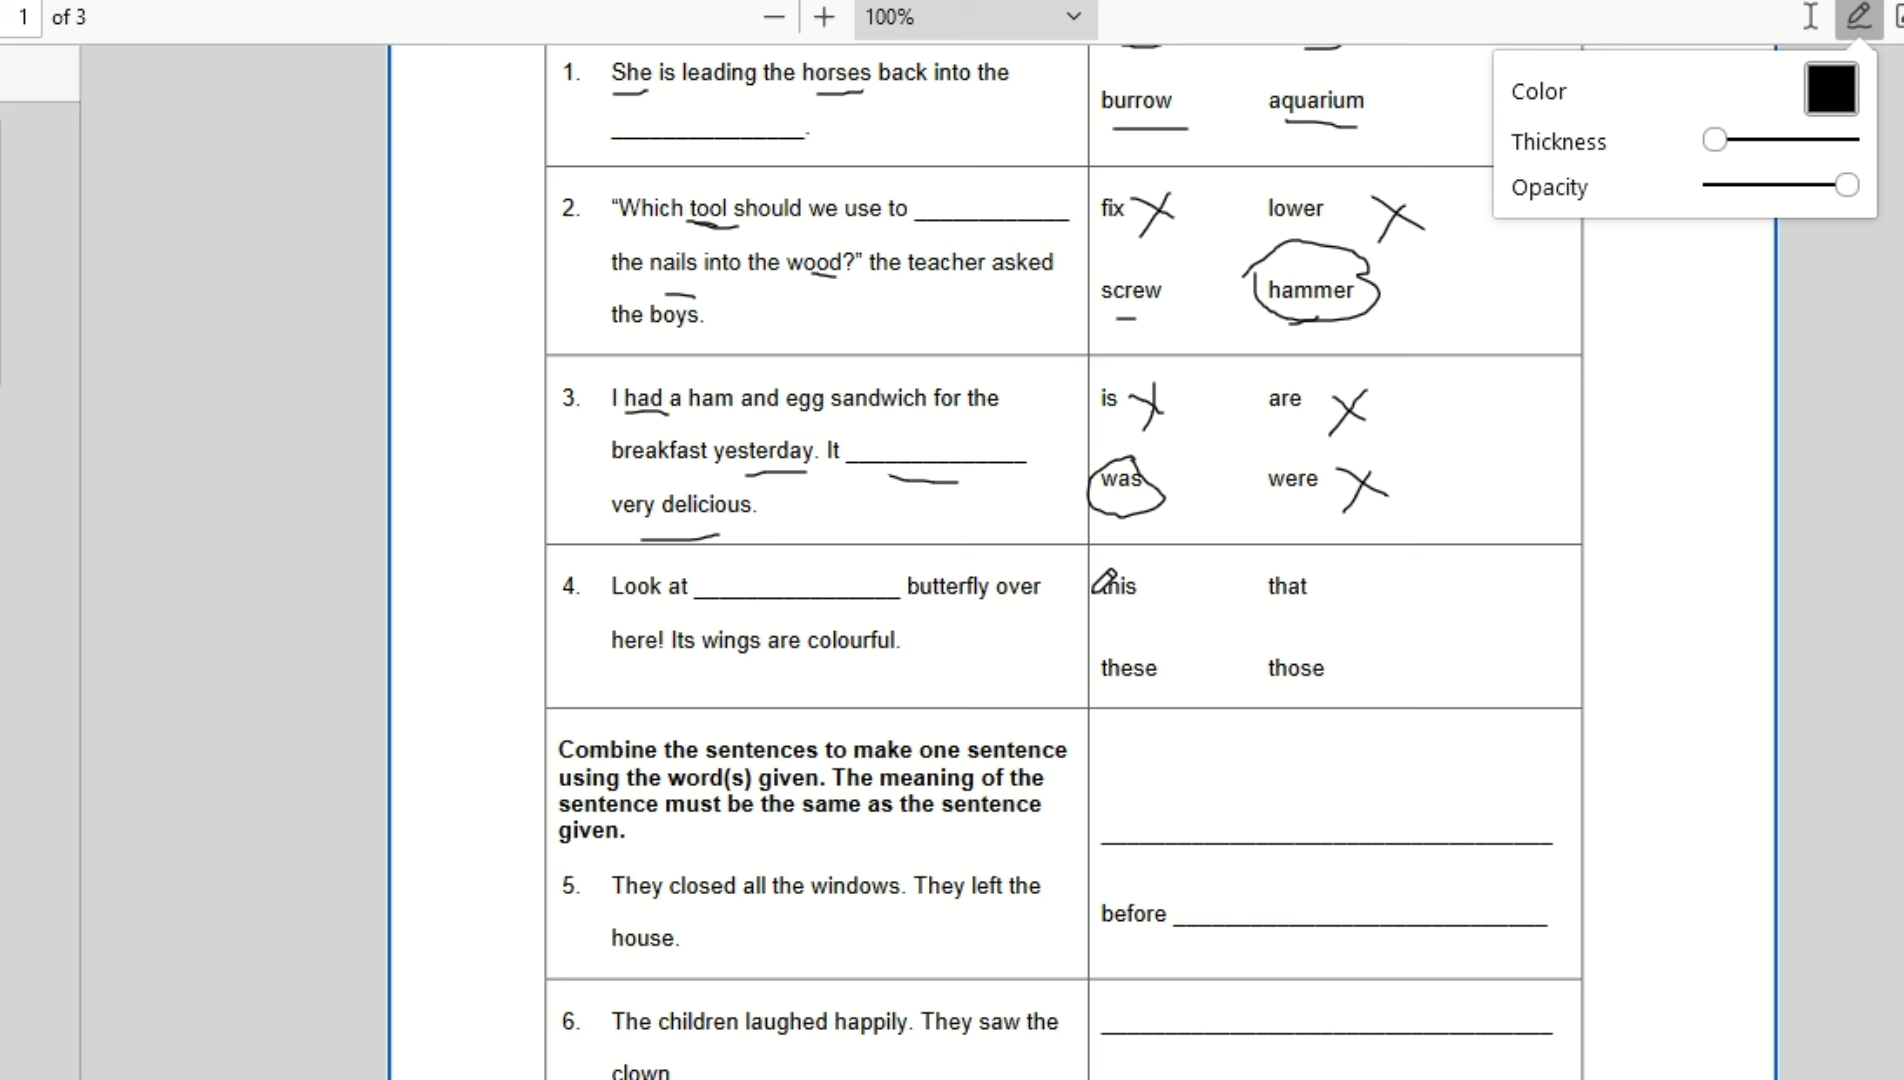 1 of 3
100%
Color
Thickness
Opacity
1. She is leading the horses back into the
_______________.
burrow aquarium
2. “Which tool should we use to ____________
the nails into the wood?” the teacher asked
the boys.
fix lower
screw hammer
3. I had a ham and egg sandwich for the
breakfast yesterday. It ______________
very delicious.
is are
was were
4. Look at ________________ butterfly over
here! Its wings are colourful.
this that
these those
Combine the sentences to make one sentence
using the word(s) given. The meaning of the
sentence must be the same as the sentence
given.
5. They closed all the windows. They left the
house.
before _____________________________
6. The children laughed happily. They saw the
clown